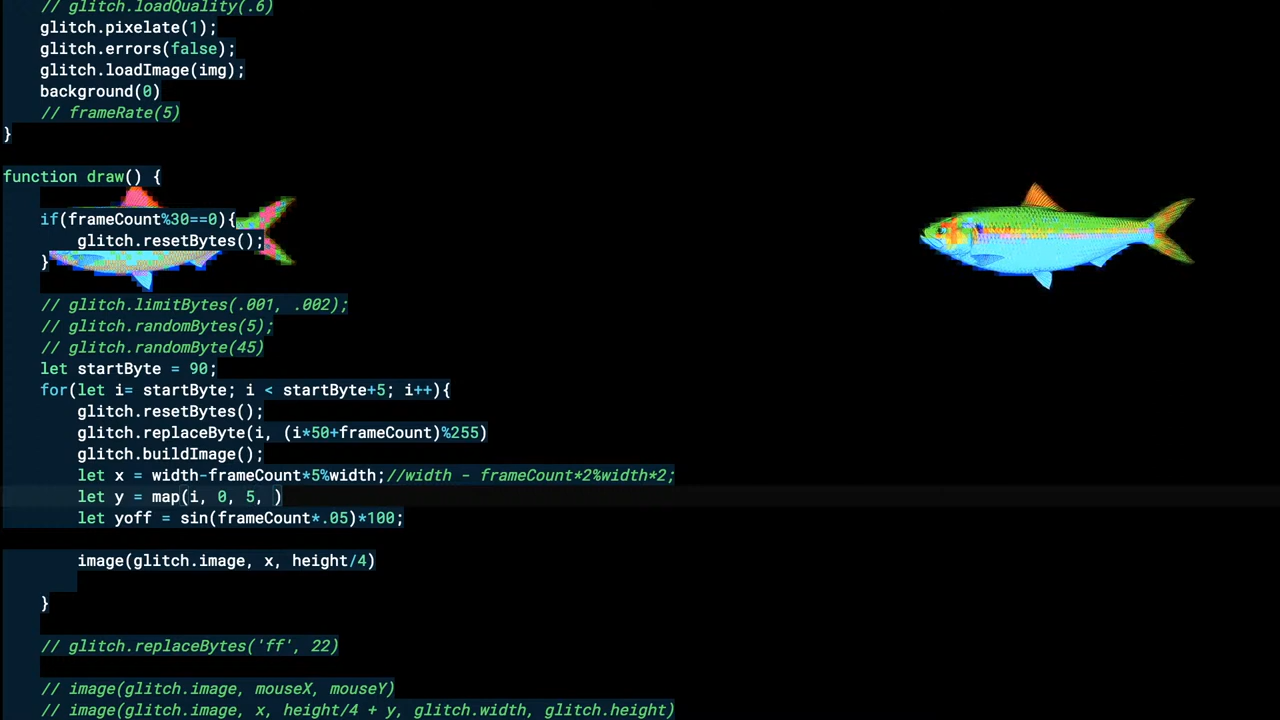 // glitch.loadQuality(.6)
glitch.pixelate(1);
glitch.errors(false);
glitch.loadImage(img);
background(0)
// frameRate(5)
}
function draw() {
if(frameCount%30==0){
glitch.resetBytes();
}
// glitch.limitBytes(.001, .002);
// glitch.randomBytes(5);
// glitch.randomByte(45)
let startByte = 90;
for(let i= startByte; i < startByte+5; i++){
glitch.resetBytes();
glitch.replaceByte(i, (i*50+frameCount)%255)
glitch.buildImage();
let x = width-frameCount*5%width;//width - frameCount*2%width*2;
let y = map(i, 0, 5, )
let yoff = sin(frameCount*.05)*100;
image(glitch.image, x, height/4)
}
// glitch.replaceBytes('ff', 22)
// image(glitch.image, mouseX, mouseY)
// image(glitch.image, x, height/4 + y, glitch.width, glitch.height)